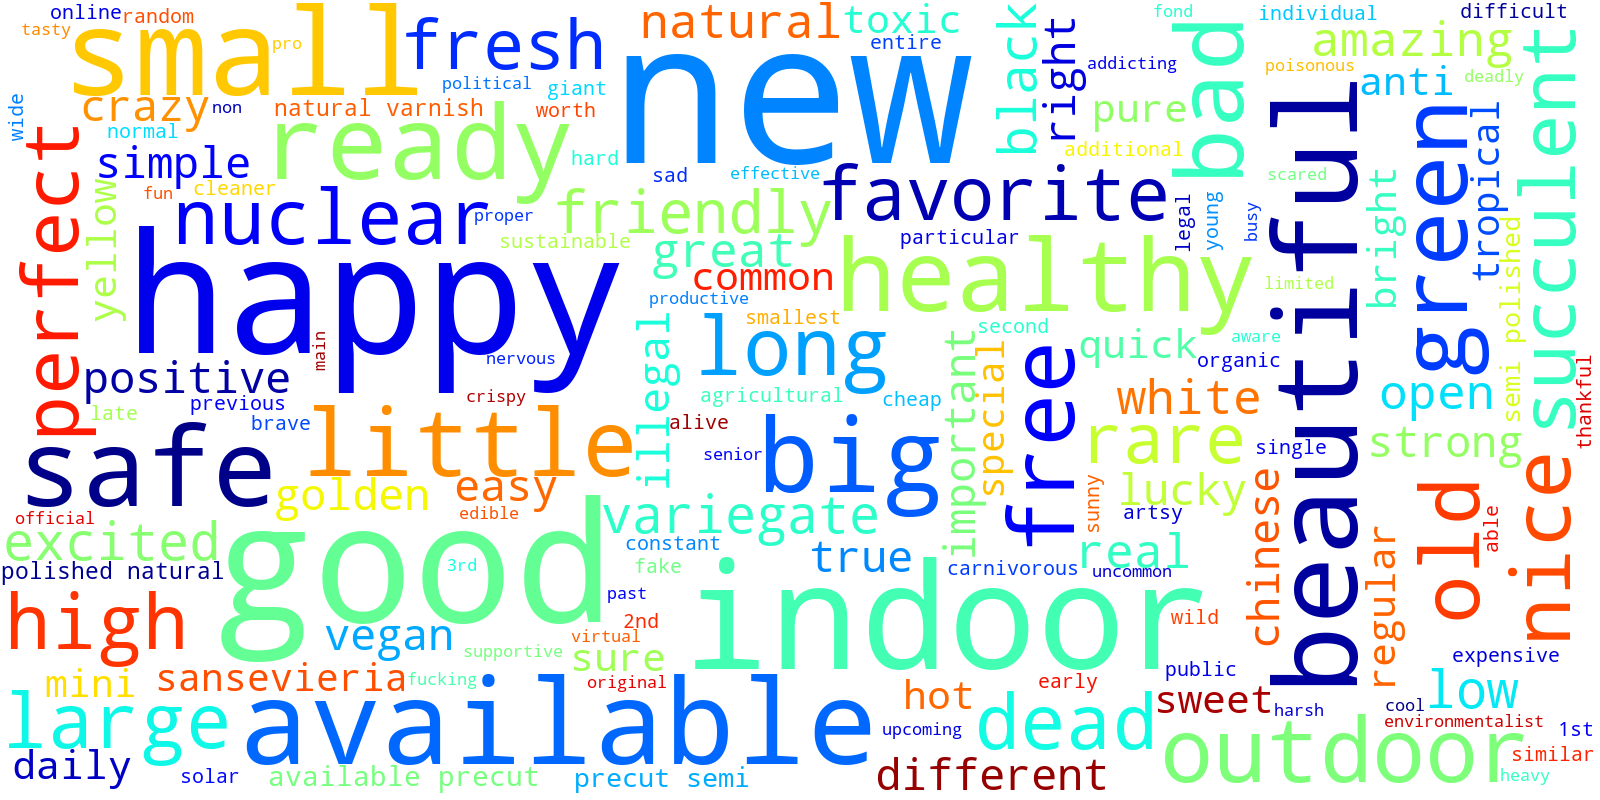 online
random
tasty
small
pro
fresh
natural
toxic
entire
fond
individual
difficult
black
right
bad
amazing
succulent
political
giant
new
addicting
poisonous
anti
deadly
wide
crazy
non
natural varnish
worth
pure
normal
ready
hard
additional
beautiful
green
tropical
perfect
simple
sad
effective
favorite
scared
yellow
fun
cleaner
nuclear
proper
friendly
legal
young
busy
bright
sustainable
great
particular
semi polished
happy
common
healthy
limited
productive
smallest
second
aware
illegal
long
important
special
free
quick
organic
main
nervous
positive
crispy
agricultural
cheap
white
open
thankful
late
previous
brave
little
alive
big
rare
single
strong
safe
senior
nice
golden
easy
sunny
lucky
chinese
old
official
edible
variegate
artsy
able
excited
good
constant
true
real
regular
polished natural
3rd
fake
indoor
carnivorous
uncommon
high
past
2nd
wild
vegan
virtual
supportive
sure
expensive
mini
sansevieria
fucking
original
early
public
large
available
hot
dead
sweet
harsh
cool
low
upcoming
outdoor
environmentalist
1st
daily
solar
available precut
precut semi
different
similar
heavy